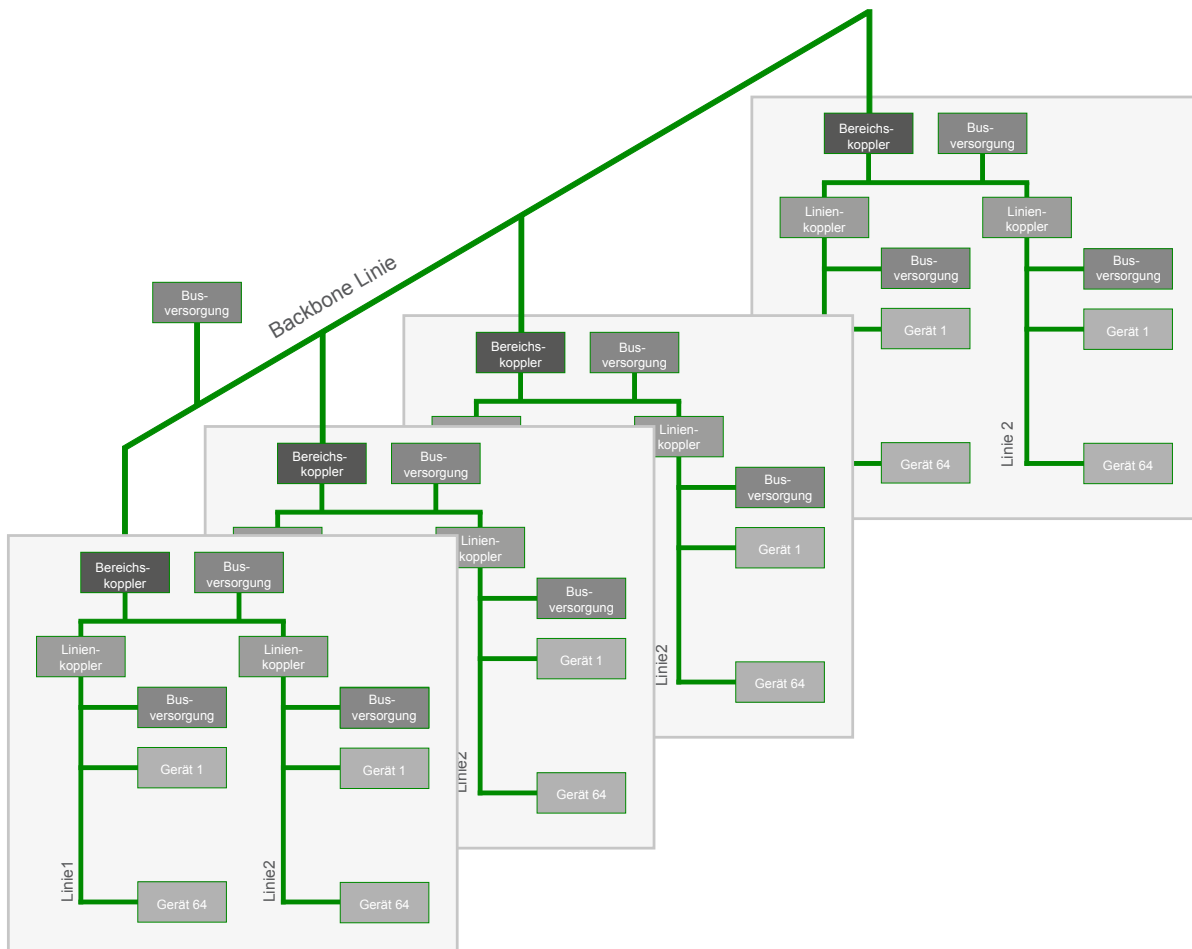 Bereichs-
koppler
Bus-
versorgung
Linien-
koppler
Linien-
koppler
Bus-
versorgung
Bus-
versorgung
Gerät 1
Gerät 1
Linie 2
Gerät 64
Gerät 64
Backbone Linie
Bus-
versorgung
Bereichs-
koppler
Bus-
versorgung
Linien-
koppler
Bus-
versorgung
Gerät 1
Linie2
Gerät 64
Bereichs-
koppler
Bus-
versorgung
Linien-
koppler
Bus-
versorgung
Gerät 1
Linie2
Gerät 64
Bereichs-
koppler
Bus-
versorgung
Linien-
koppler
Linien-
koppler
Bus-
versorgung
Bus-
versorgung
Gerät 1
Gerät 1
Linie1
Linie2
Gerät 64
Gerät 64